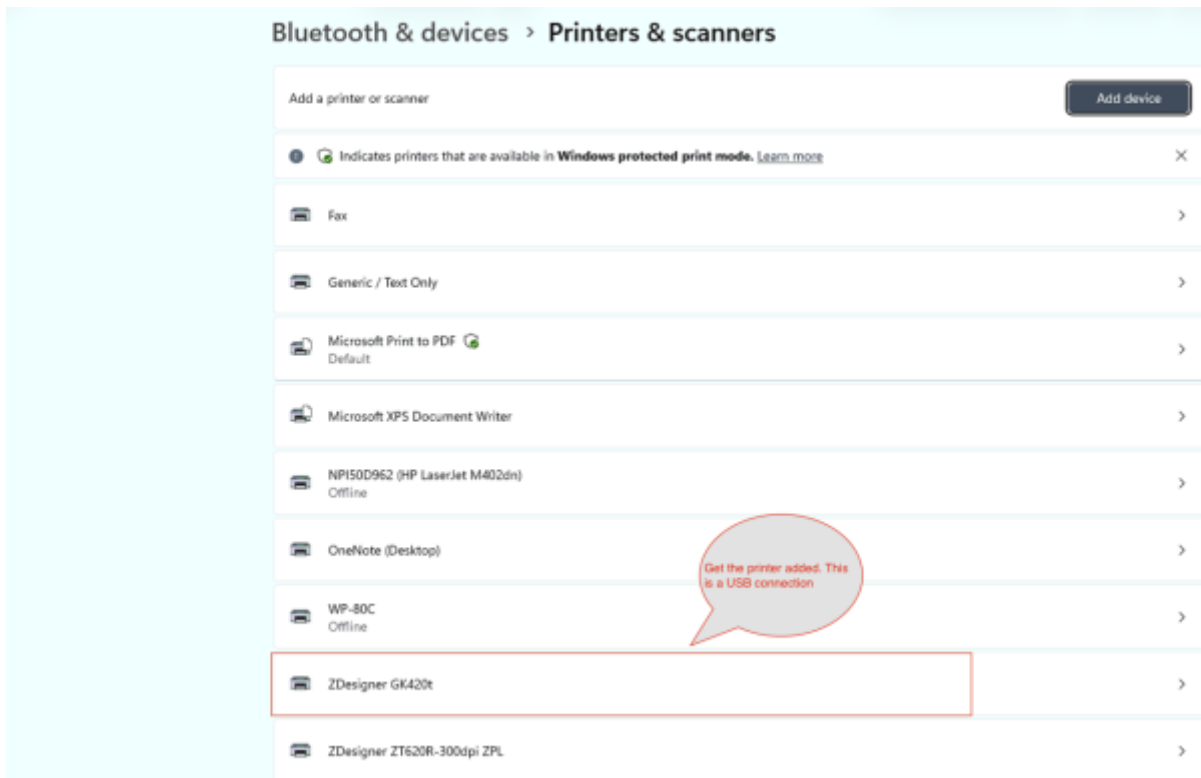 Bluetooth & devices > Printers & scanners
Add a printer or scanner
Add device
Indicates printers that are available in Windows protected print mode. Learn more
Fax
Generic / Text Only
Microsoft Print to PDF
Default
Microsoft XPS Document Writer
NPI50D962 (HP LaserJet M402dn)
Offline
OneNote (Desktop)
Get the printer added. This
is a USB connection
WP-80C
Offline
ZDesigner GK420t
ZDesigner ZT620R-300dpi ZPL